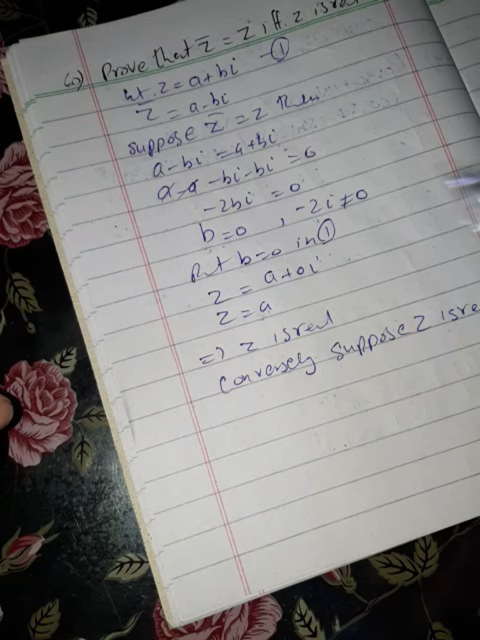 (i) Prove that z̄ = z, iff z is real
let z = a+bi —①
z̄ = a-bi
suppose z̄ = z then
a-bi = a+bi
a-a -bi-bi = 0
-2bi = 0
b=0 , -2i ≠ 0
Put b=0 in ①
z = a+0i
z = a
=> z is real
Conversely suppose z is re